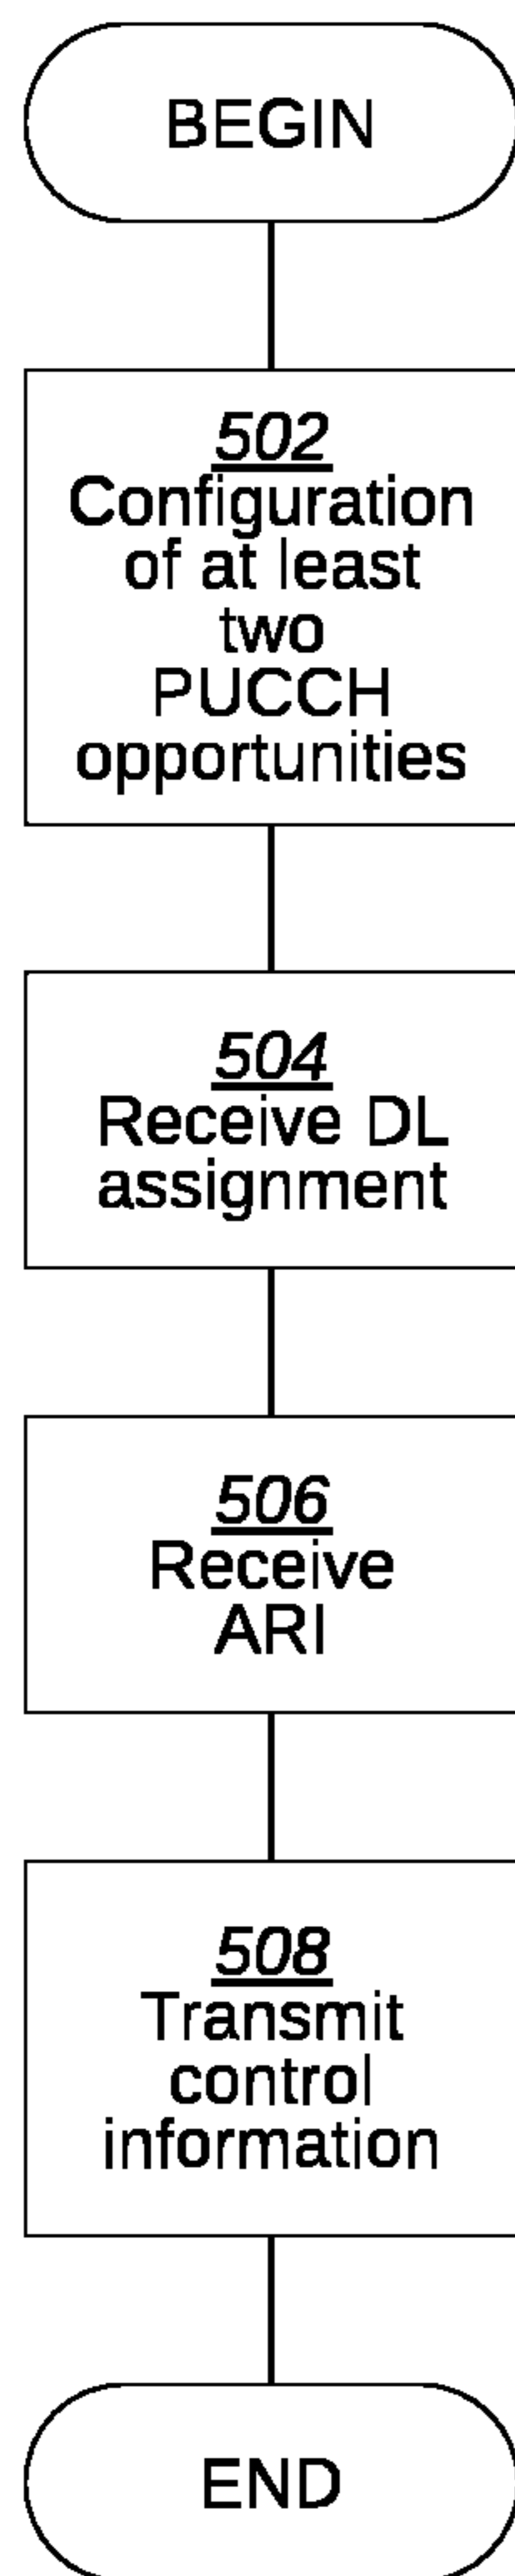 BEGIN
502
Configuration
of at least
two
PUCCH
opportunities
504
Receive DL
assignment
506
Receive
ARI
508
Transmit
control
information
END